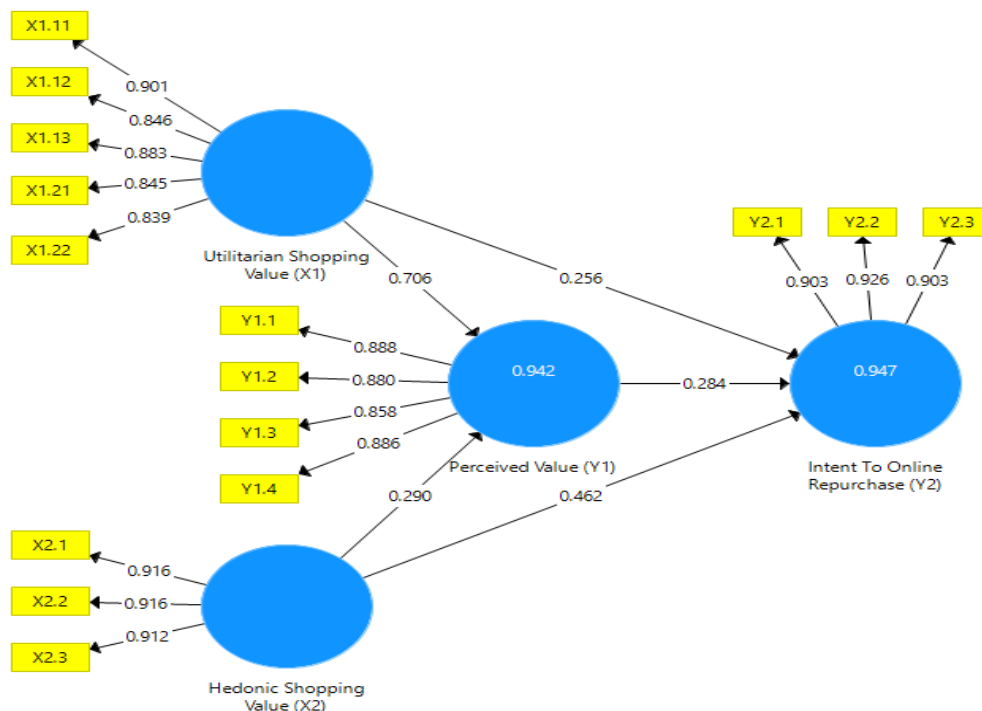 X1.11
X1.12
X1.13
X1.21
X1.22
0.901
0.846
0.883
0.845
0.839
Utilitarian Shopping
Value (X1)
0.706
0.256
Y2.1
Y2.2
Y2.3
0.903
0.926
0.903
Y1.1
Y1.2
Y1.3
Y1.4
0.888
0.880
0.858
0.886
0.942
Perceived Value (Y1)
0.284
0.947
Intent To Online
Repurchase (Y2)
0.290
0.462
X2.1
X2.2
X2.3
0.916
0.916
0.912
Hedonic Shopping
Value (X2)